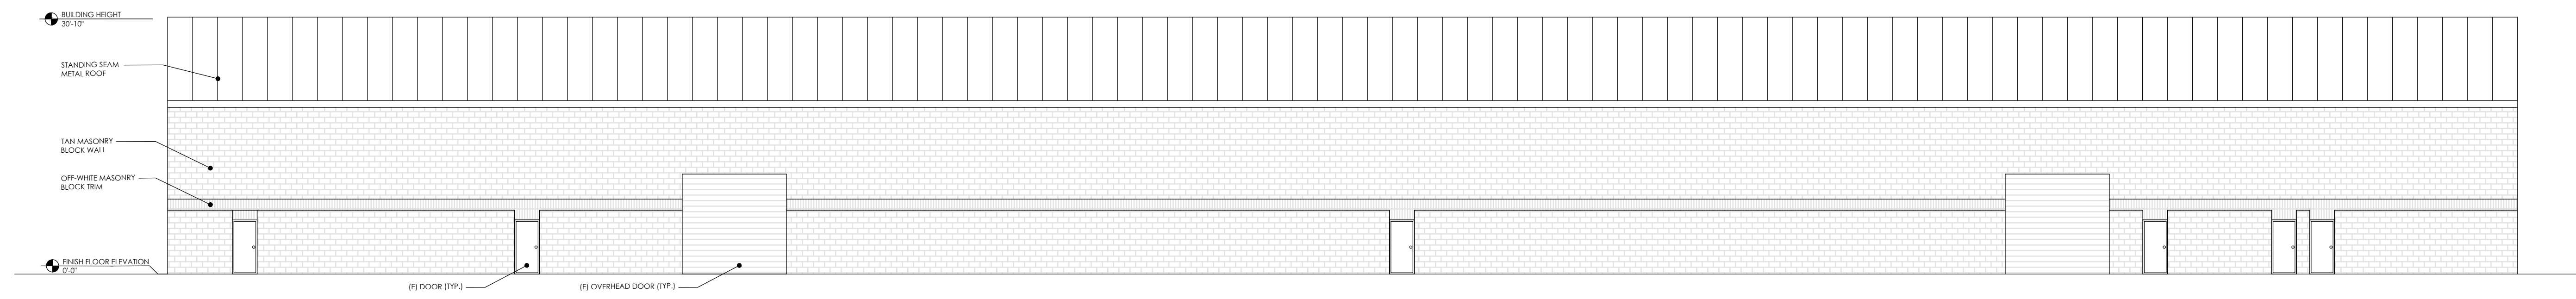 BUILDING HEIGHT
30'-10"
STANDING SEAM
METAL ROOF
TAN MASONRY
BLOCK WALL
OFF-WHITE MASONRY
BLOCK TRIM
FINISH FLOOR ELEVATION
0'-0"
(E) DOOR (TYP.)
(E) OVERHEAD DOOR (TYP.)